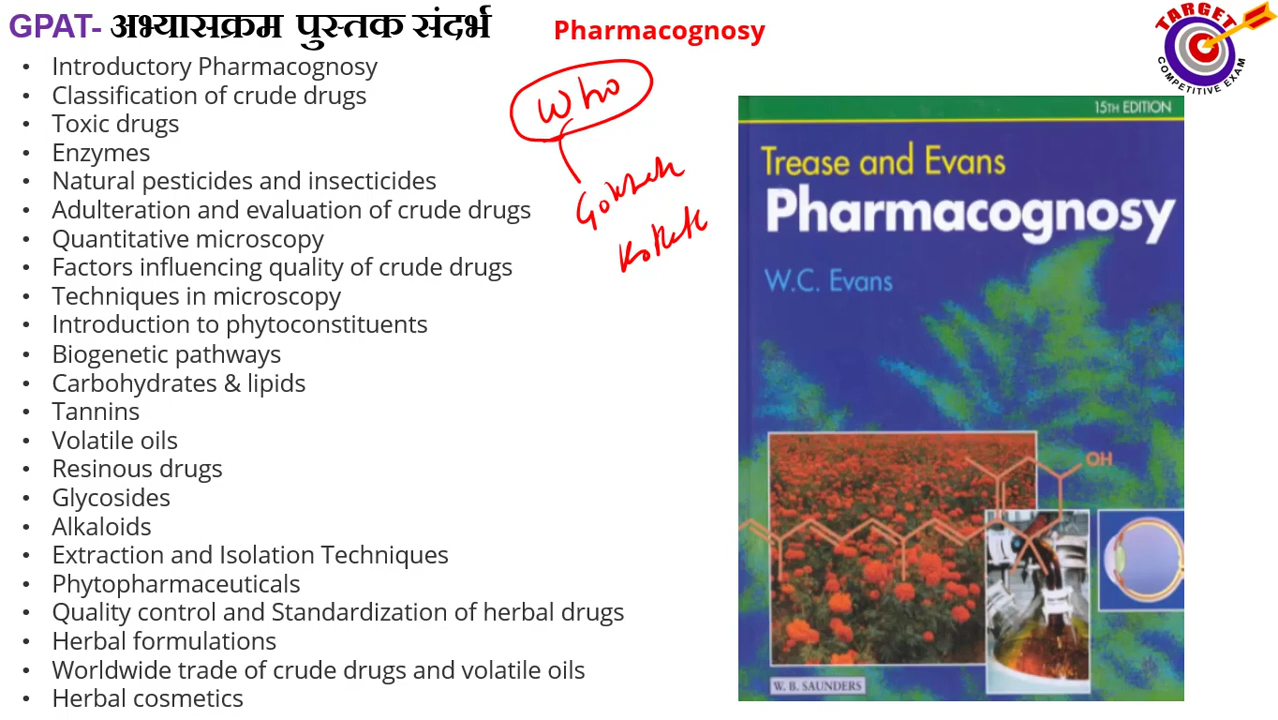 GPAT- अभ्यासक्रम पुस्तक संदर्भ
Pharmacognosy
TARGET
COMPETITIVE EXAM
• Introductory Pharmacognosy
• Classification of crude drugs
• Toxic drugs
• Enzymes
• Natural pesticides and insecticides
• Adulteration and evaluation of crude drugs
• Quantitative microscopy
• Factors influencing quality of crude drugs
• Techniques in microscopy
• Introduction to phytoconstituents
• Biogenetic pathways
• Carbohydrates & lipids
• Tannins
• Volatile oils
• Resinous drugs
• Glycosides
• Alkaloids
• Extraction and Isolation Techniques
• Phytopharmaceuticals
• Quality control and Standardization of herbal drugs
• Herbal formulations
• Worldwide trade of crude drugs and volatile oils
• Herbal cosmetics
Who
15TH EDITION
Trease and Evans
Pharmacognosy
W.C. Evans
OH
W. B. SAUNDERS